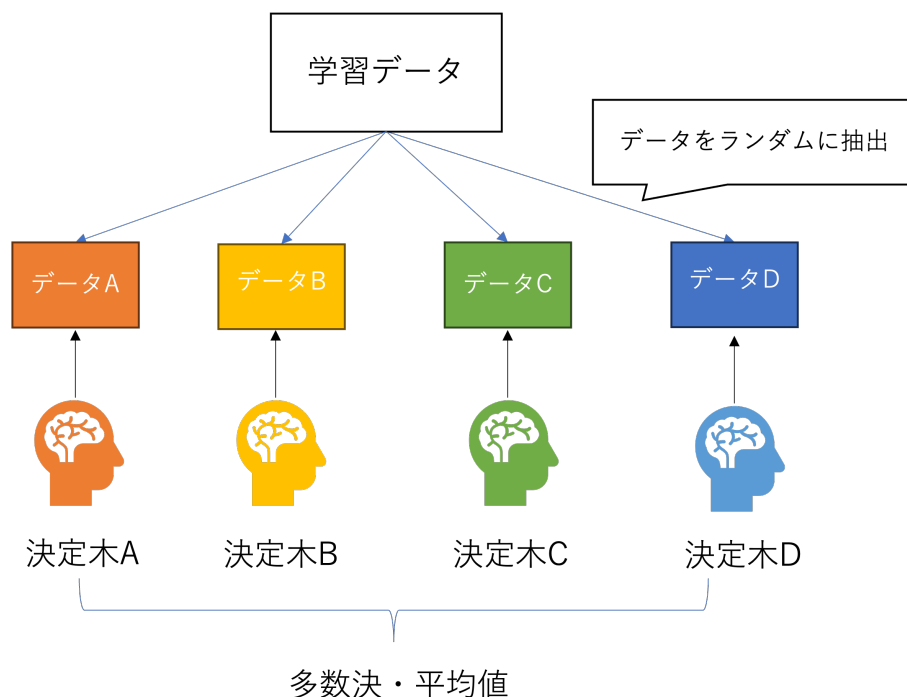 学習データ
データをランダムに抽出
データA
データB
データC
データD
決定木A
決定木B
決定木C
決定木D
多数決・平均値